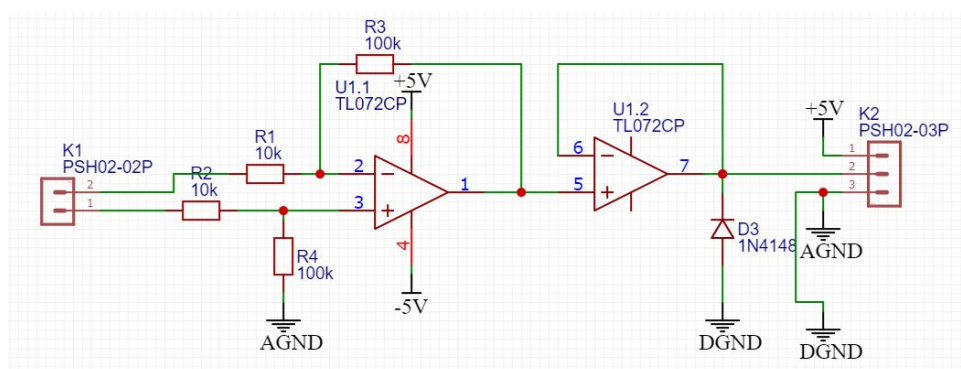 R3
100k
+5V
U1.1
TL072CP
8
K1
PSH02-02P
2
1
R1
10k
R2
10k
2
3
1
4
-5V
R4
100k
AGND
U1.2
TL072CP
6
5
7
D3
1N4148
DGND
+5V
K2
PSH02-03P
1
2
3
AGND
DGND